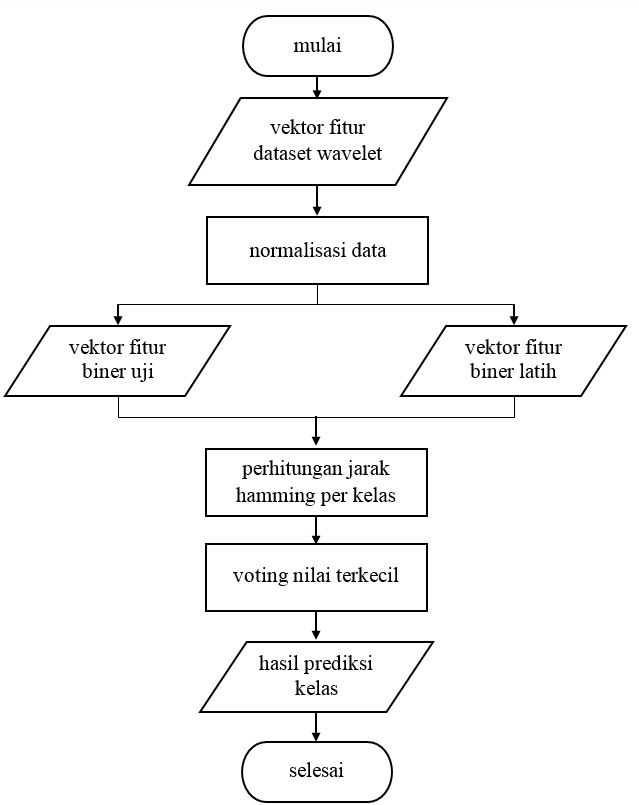 mulai
vektor fitur
dataset wavelet
normalisasi data
vektor fitur
biner uji
vektor fitur
biner latih
perhitungan jarak
hamming per kelas
voting nilai terkecil
hasil prediksi
kelas
selesai